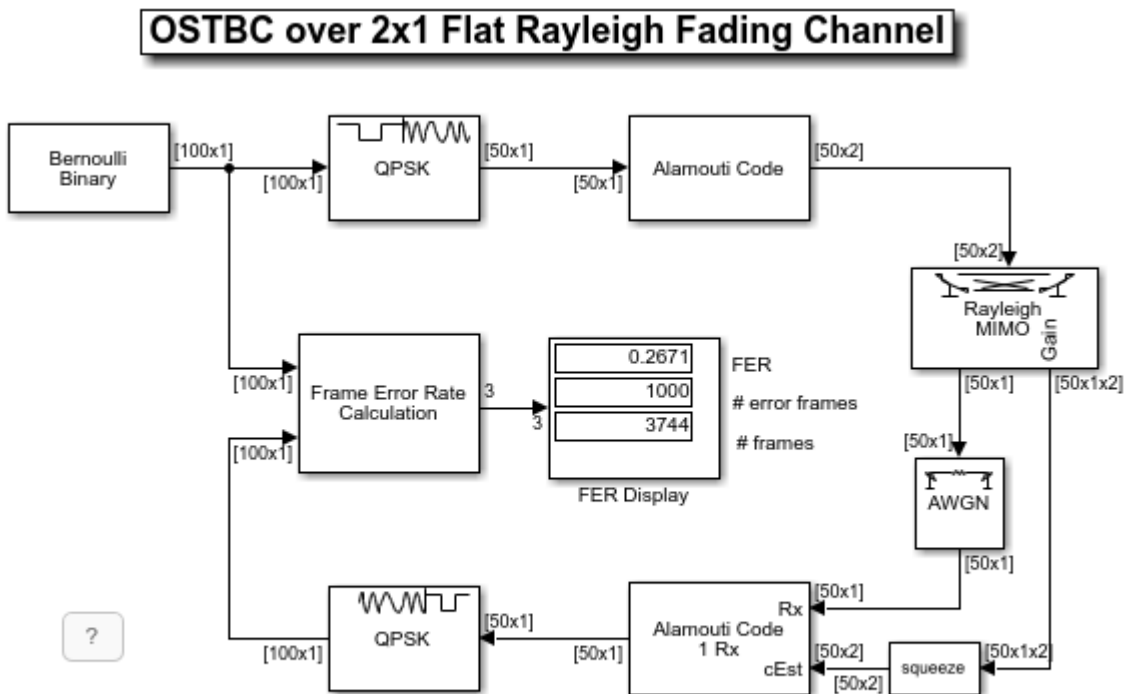 OSTBC over 2x1 Flat Rayleigh Fading Channel
Bernoulli
Binary
[100x1]
[100x1]
QPSK
[50x1]
[50x1]
Alamouti Code
[50x2]
[50x2]
Rayleigh
MIMO
Gain
[50x1]
[50x1x2]
[100x1]
[100x1]
Frame Error Rate
Calculation
3
3
0.2671
1000
3744
FER
# error frames
# frames
FER Display
[50x1]
AWGN
[50x1]
?
[100x1]
QPSK
[50x1]
[50x1]
Alamouti Code
1 Rx
Rx
cEst
[50x1]
[50x2]
[50x2]
squeeze
[50x1x2]